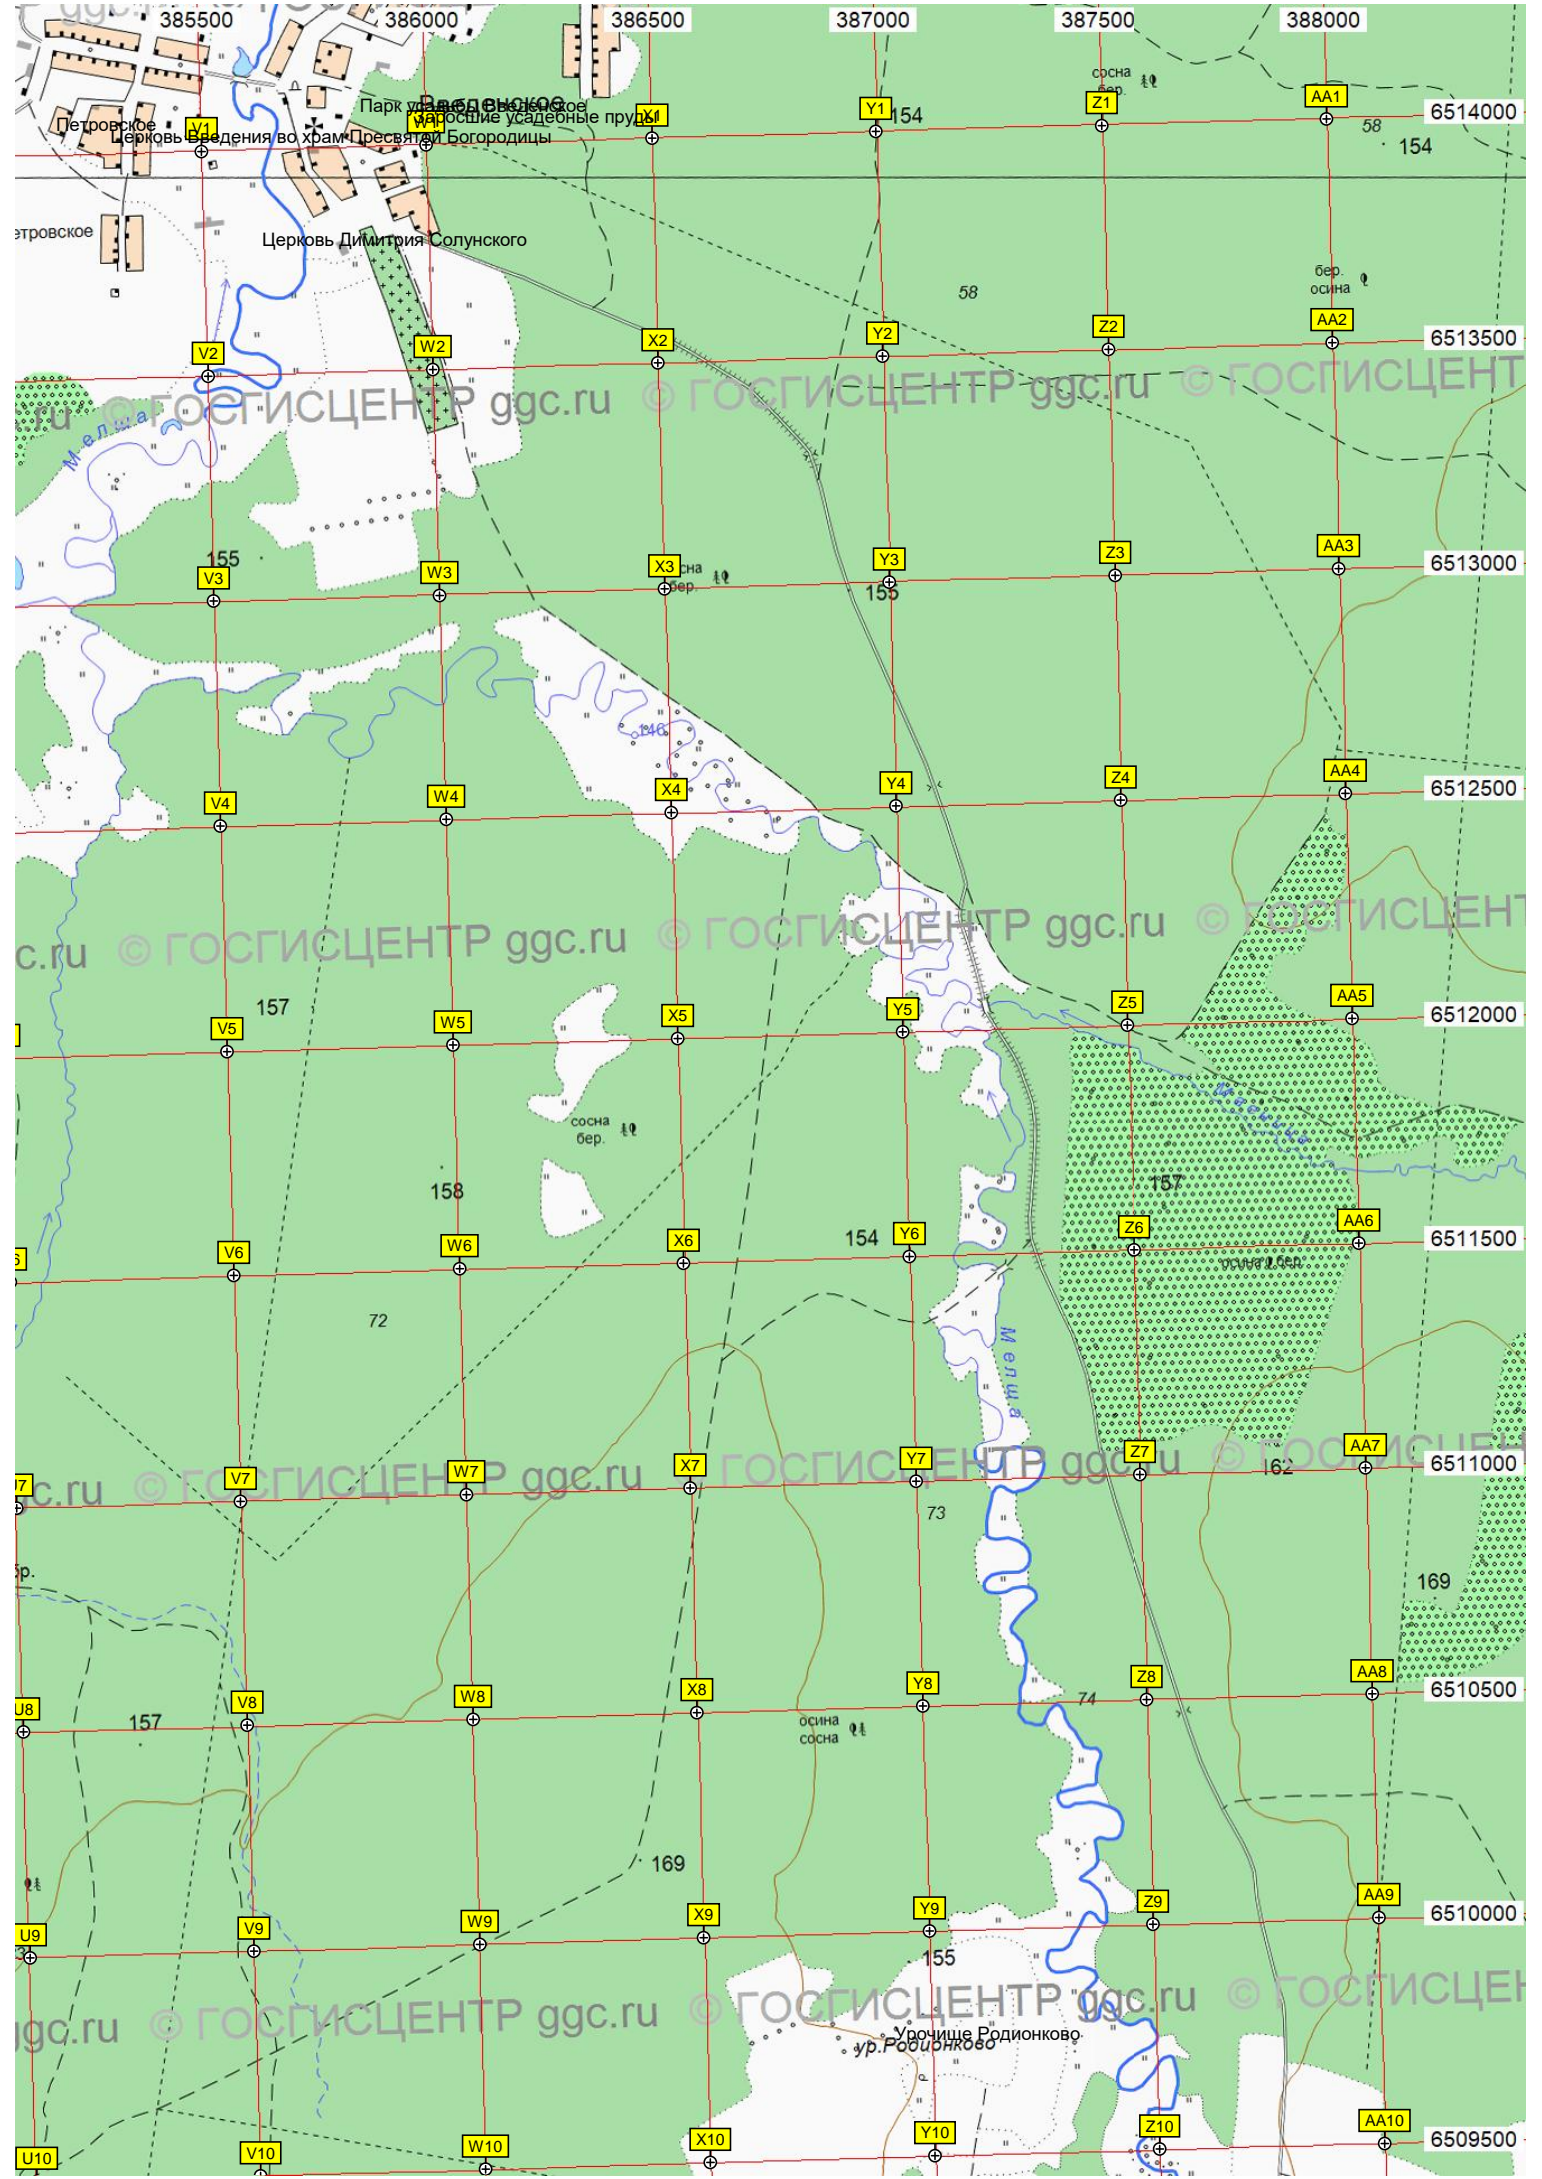 385500 386000 386500 387000 387500 388000
сосна
бер.
Парк усадьбы Введенское
Введенское
Заросшие усадебные пруды
Петровское
Церковь Введения во храм Пресвятой Богородицы
V1 W1 X1 Y1 154 Z1 AA1 6514000
58
154
етровское
Церковь Димитрия Солунского
58
бер.
осина
V2 W2 X2 Y2 Z2 AA2 6513500
ru © ГОСГИСЦЕНТР ggc.ru © ГОСГИСЦЕНТР ggc.ru © ГОСГИСЦЕНТ
Мелша
155
V3 W3 X3 Y3 Z3 AA3 6513000
сна
бер.
155
146
V4 W4 X4 Y4 Z4 AA4 6512500
c.ru © ГОСГИСЦЕНТР ggc.ru © ГОСГИСЦЕНТР ggc.ru © ГОСГИСЦЕНТ
157
V5 W5 X5 Y5 Z5 AA5 6512000
сосна
бер.
158
157
154
6 V6 W6 X6 Y6 Z6 AA6 6511500
осина бер.
72
Мелша
7 V7 W7 X7 Y7 Z7 AA7 6511000
c.ru © ГОСГИСЦЕНТР ggc.ru © ГОСГИСЦЕНТР ggc.ru © ГОСГИСЦЕН
162
73
р.
169
U8 V8 W8 X8 Y8 Z8 AA8 6510500
74
157
осина
сосна
169
U9 V9 W9 X9 Y9 Z9 AA9 6510000
155
ggc.ru © ГОСГИСЦЕНТР ggc.ru © ГОСГИСЦЕНТР ggc.ru © ГОСГИСЦЕН
Урочище Родионково
ур.Родионково
U10 V10 W10 X10 Y10 Z10 AA10 6509500